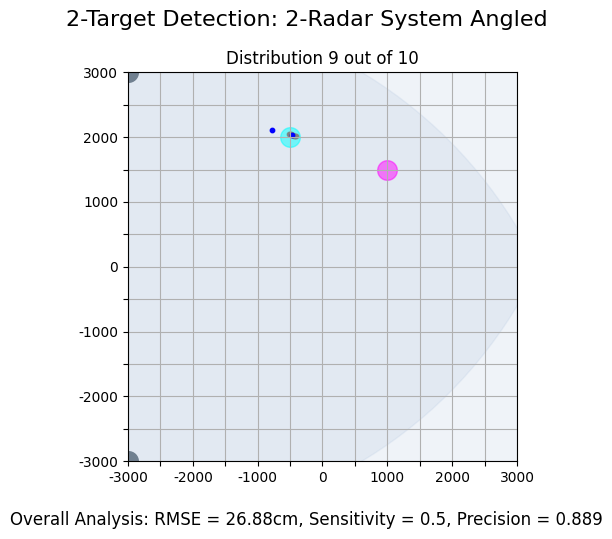 2-Target Detection: 2-Radar System Angled
Distribution 9 out of 10
3000
2000
1000
0
-1000
-2000
-3000
-3000 -2000 -1000 0 1000 2000 3000
Overall Analysis: RMSE = 26.88cm, Sensitivity = 0.5, Precision = 0.889